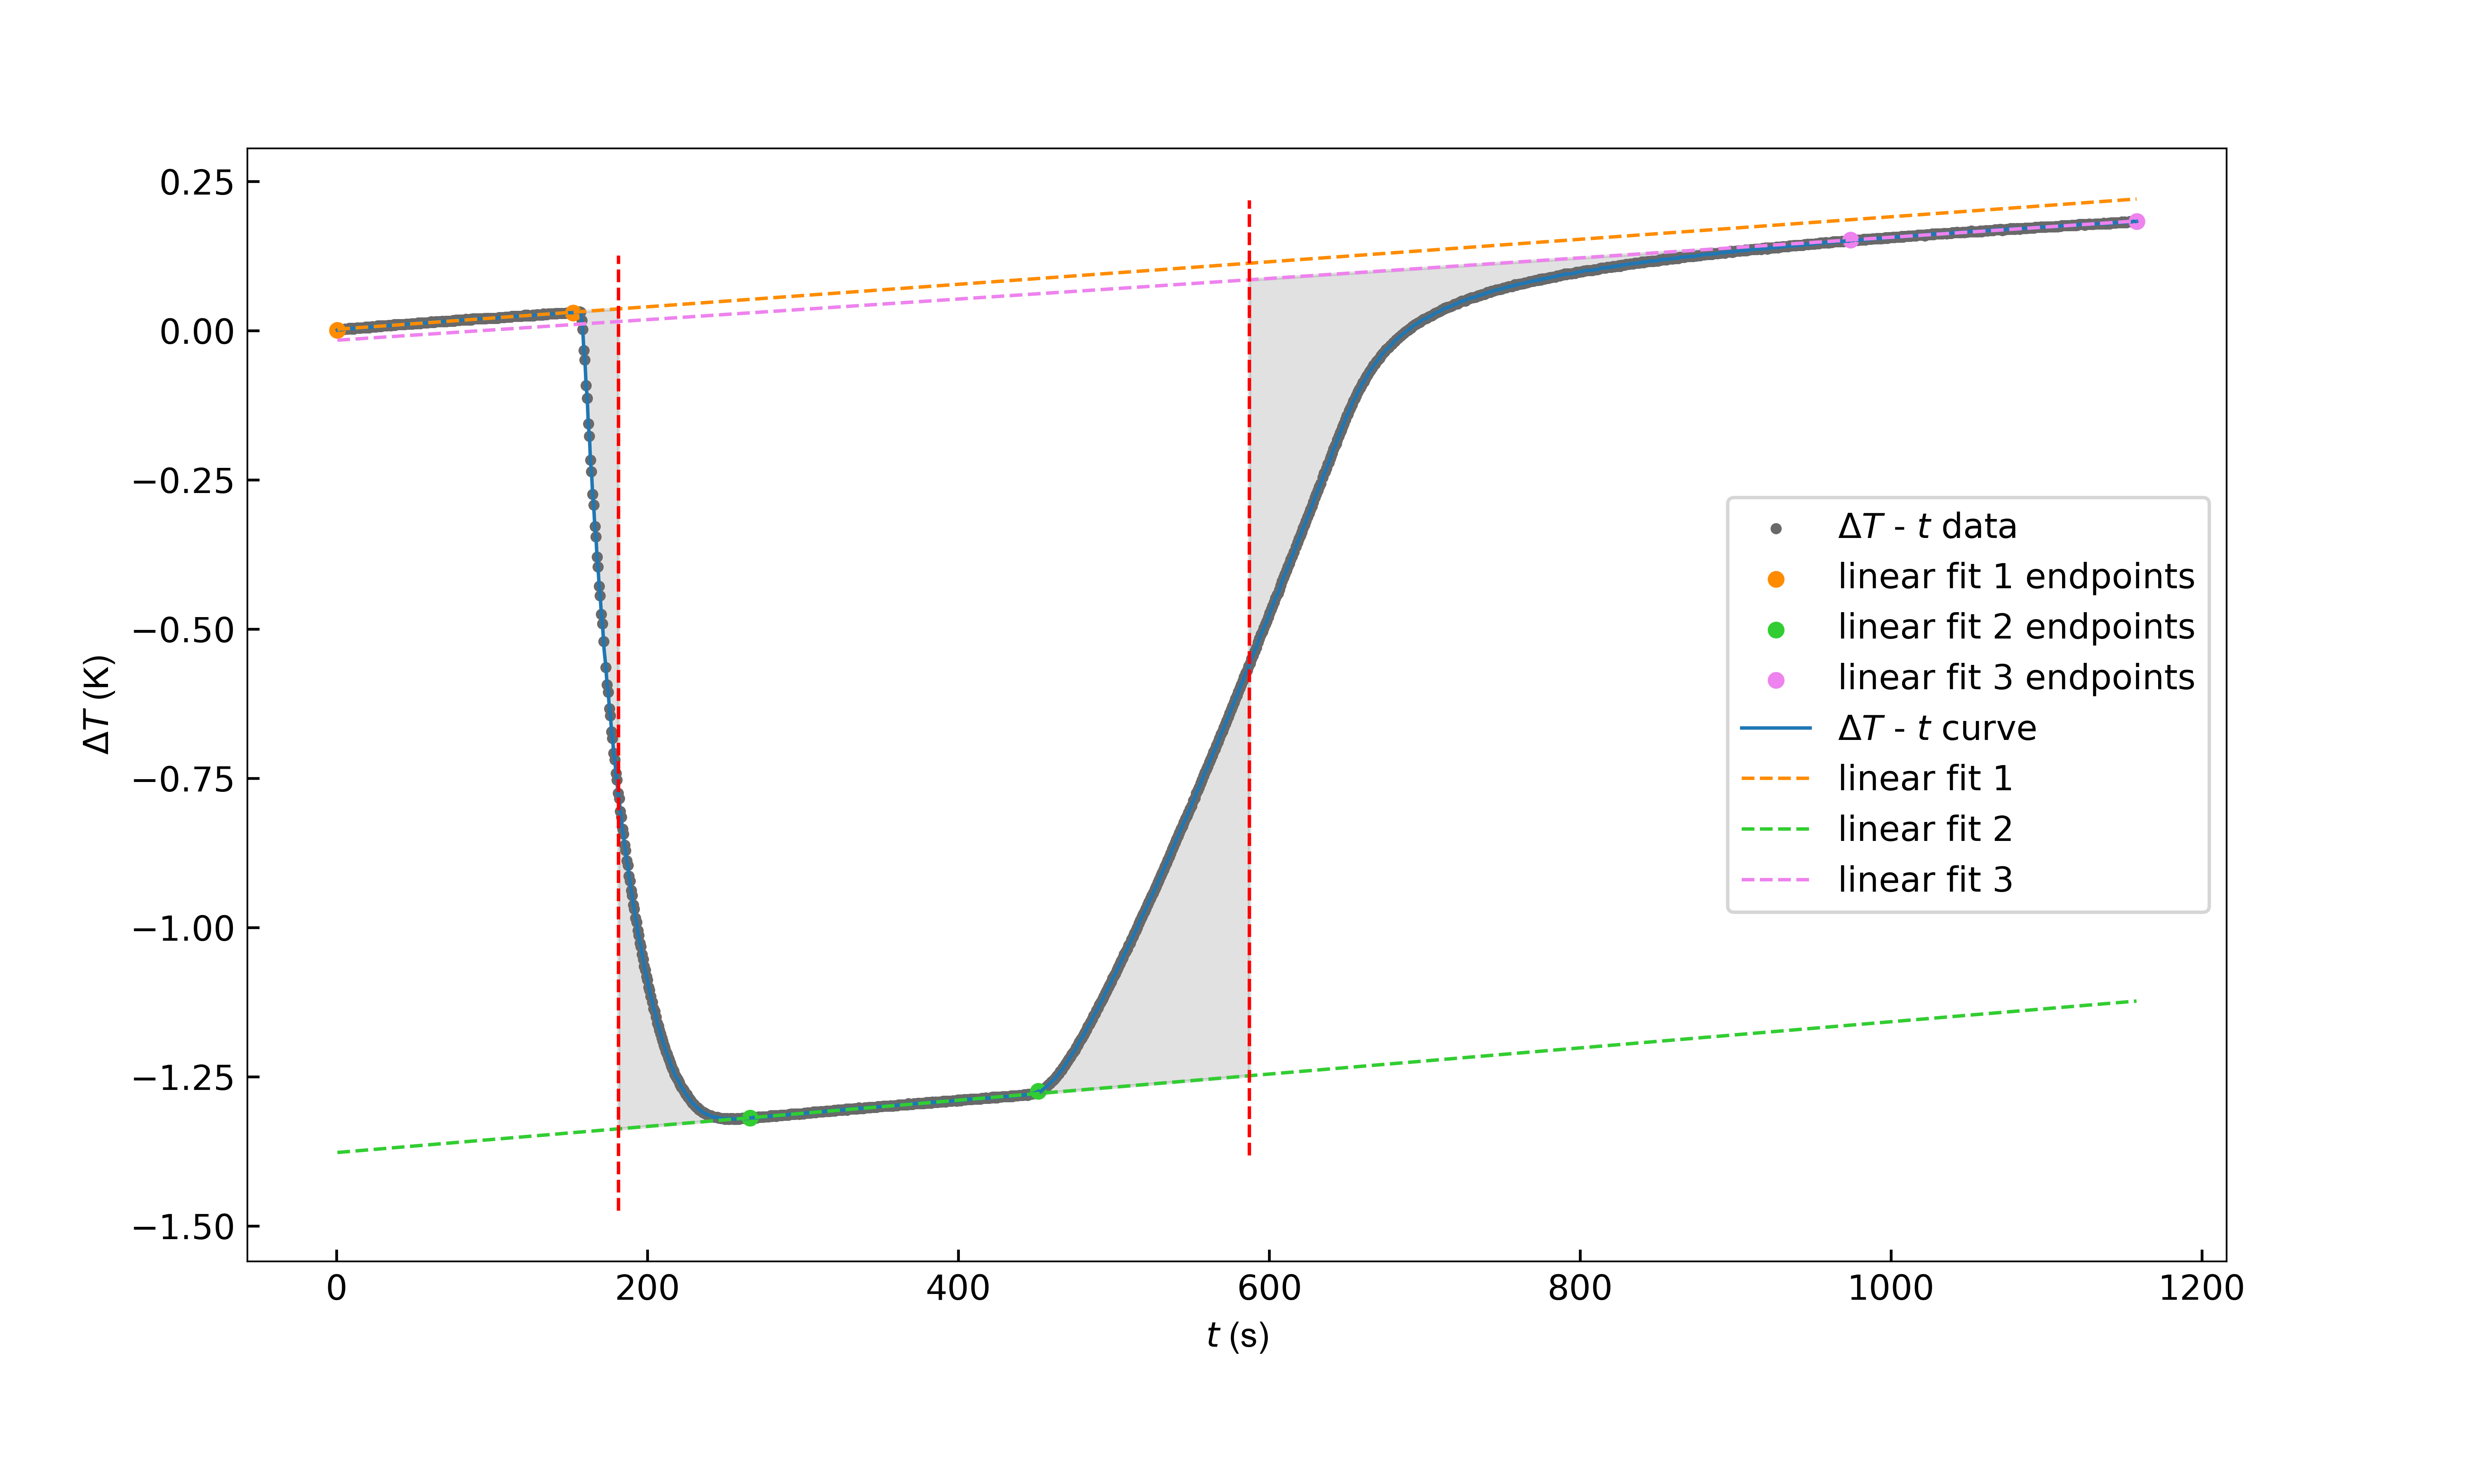 0.25
0.00
−0.25
−0.50
−0.75
−1.00
−1.25
−1.50
ΔT (K)
0
200
400
600
800
1000
1200
t (s)
ΔT - t data
linear fit 1 endpoints
linear fit 2 endpoints
linear fit 3 endpoints
ΔT - t curve
linear fit 1
linear fit 2
linear fit 3